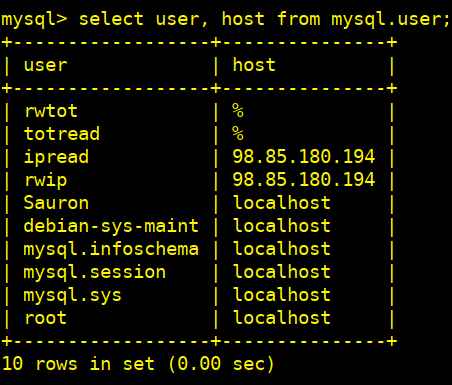 mysql> select user, host from mysql.user;
+------------------+---------------+
| user             | host          |
+------------------+---------------+
| rwtot            | %             |
| totread          | %             |
| ipread           | 98.85.180.194 |
| rwip             | 98.85.180.194 |
| Sauron           | localhost     |
| debian-sys-maint | localhost     |
| mysql.infoschema | localhost     |
| mysql.session    | localhost     |
| mysql.sys        | localhost     |
| root             | localhost     |
+------------------+---------------+
10 rows in set (0.00 sec)